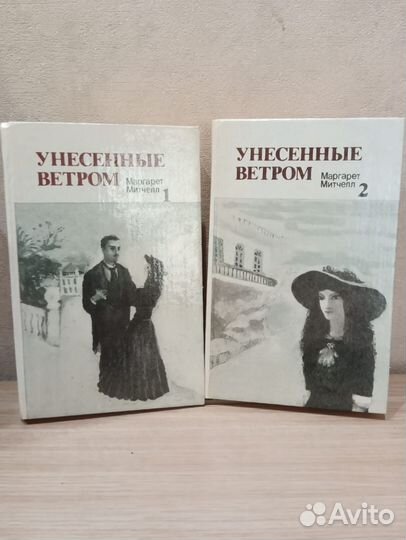 УНЕСЕННЫЕ
ВЕТРОМ
Маргарет
Митчелл
1
УНЕСЕННЫЕ
ВЕТРОМ
Маргарет
Митчелл
2
Avito